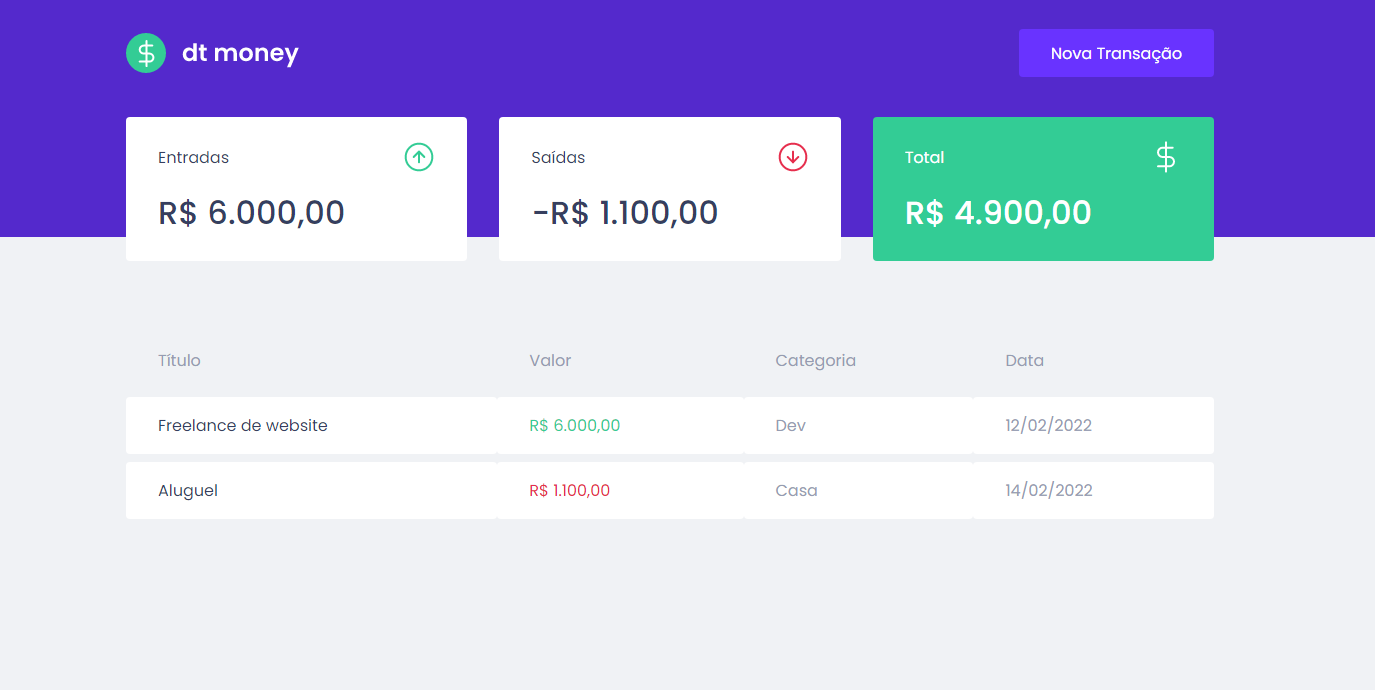 dt money
Nova Transação
Entradas
Saídas
Total
R$ 6.000,00
-R$ 1.100,00
R$ 4.900,00
Título Valor Categoria Data
Freelance de website R$ 6.000,00 Dev 12/02/2022
Aluguel R$ 1.100,00 Casa 14/02/2022